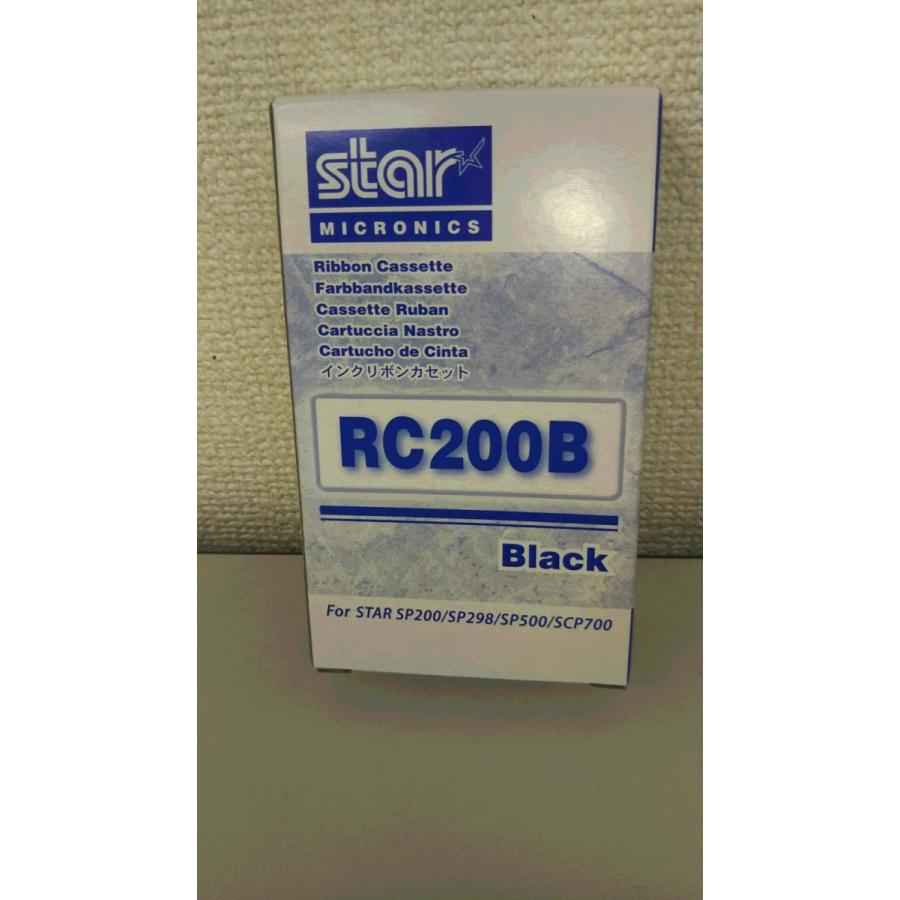 star
MICRONICS
Ribbon Cassette
Farbbandkassette
Cassette Ruban
Cartuccia Nastro
Cartucho de Cinta
インクリボンカセット
RC200B
Black
For STAR SP200/SP298/SP500/SCP700